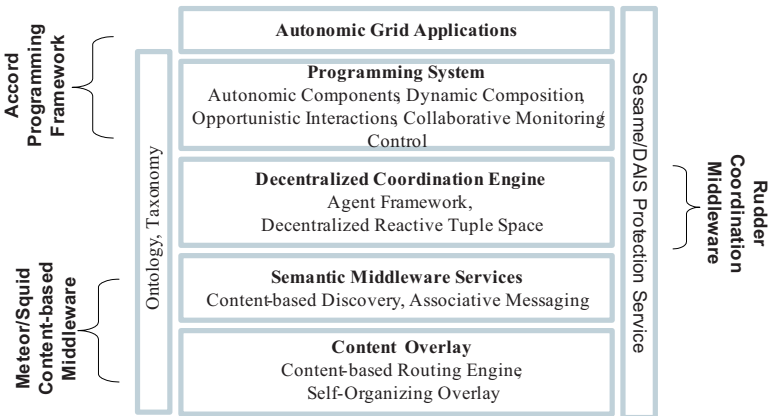 Accord
Programming
Framework
Meteor/Squid
Content-based
Middleware
Ontology, Taxonomy
Autonomic Grid Applications
Programming System
Autonomic Components, Dynamic Composition,
Opportunistic Interactions, Collaborative Monitoring/
Control
Decentralized Coordination Engine
Agent Framework,
Decentralized Reactive Tuple Space
Semantic Middleware Services
Content-based Discovery, Associative Messaging
Content Overlay
Content-based Routing Engine,
Self-Organizing Overlay
Sesame/DAIS Protection Service
Rudder
Coordination
Middleware